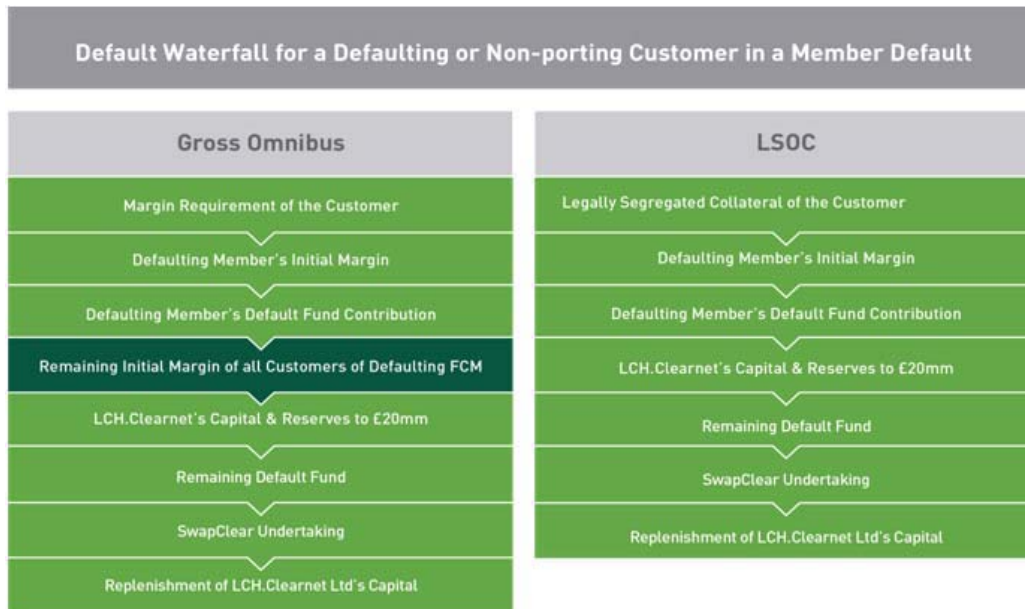 Default Waterfall for a Defaulting or Non-porting Customer in a Member Default
Gross Omnibus
Margin Requirement of the Customer
Defaulting Member's Initial Margin
Defaulting Member's Default Fund Contribution
Remaining Initial Margin of all Customers of Defaulting FCM
LCH.Clearnet's Capital & Reserves to £20mm
Remaining Default Fund
SwapClear Undertaking
Replenishment of LCH.Clearnet Ltd's Capital
LSOC
Legally Segregated Collateral of the Customer
Defaulting Member's Initial Margin
Defaulting Member's Default Fund Contribution
LCH.Clearnet's Capital & Reserves to £20mm
Remaining Default Fund
SwapClear Undertaking
Replenishment of LCH.Clearnet Ltd's Capital